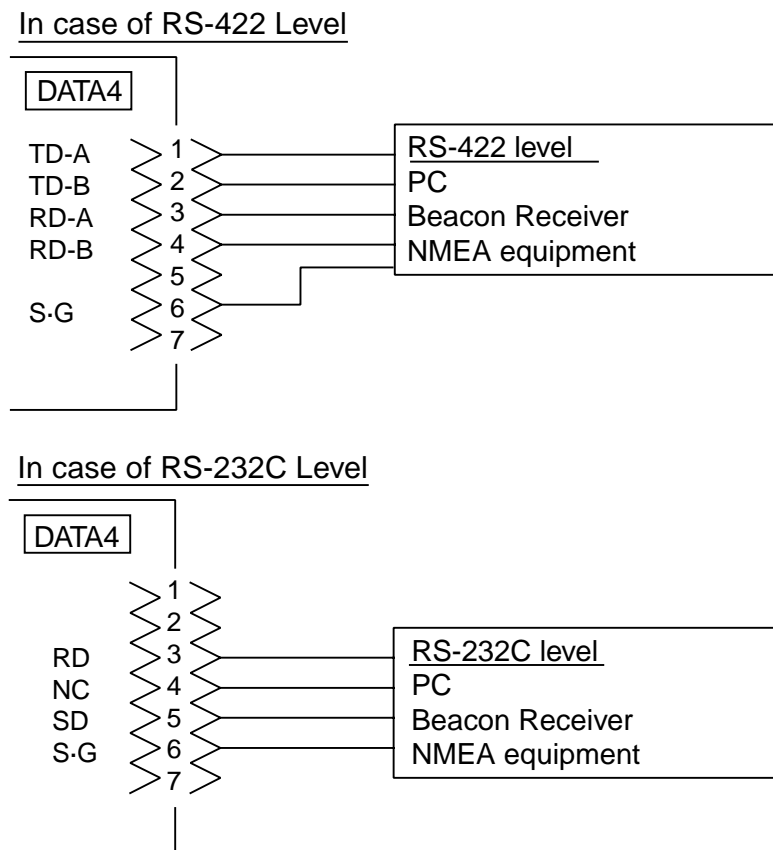 In case of RS-422 Level
DATA4
TD-A 1 RS-422 level
TD-B 2 PC
RD-A 3 Beacon Receiver
RD-B 4 NMEA equipment
5
S·G 6
7
In case of RS-232C Level
DATA4
1
2
RD 3 RS-232C level
NC 4 PC
SD 5 Beacon Receiver
S·G 6 NMEA equipment
7